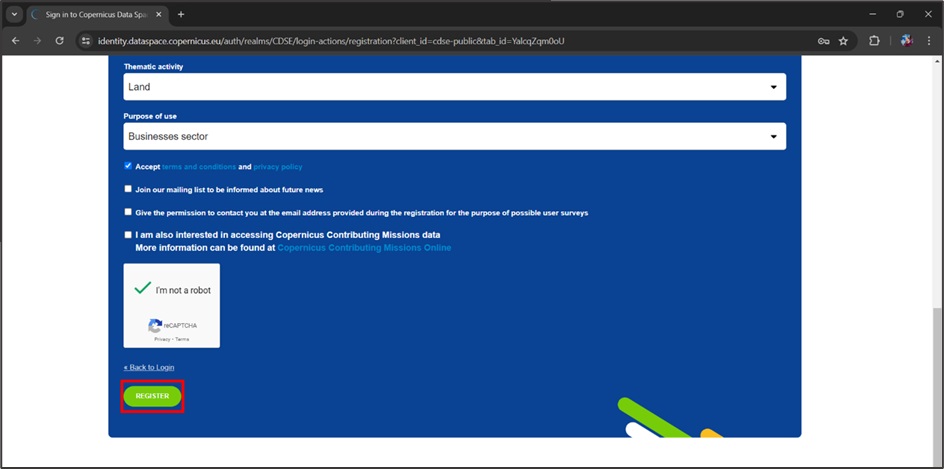 Sign in to Copernicus Data Spa
identity.dataspace.copernicus.eu/auth/realms/CDSE/login-actions/registration?client_id=cdse-public&tab_id=YalcqZqm0oU
Thematic activity
Land
Purpose of use
Businesses sector
Accept terms and conditions and privacy policy
Join our mailing list to be informed about future news
Give the permission to contact you at the email address provided during the registration for the purpose of possible user surveys
I am also interested in accessing Copernicus Contributing Missions data
More information can be found at Copernicus Contributing Missions Online
I'm not a robot
reCAPTCHA
Privacy - Terms
« Back to Login
REGISTER